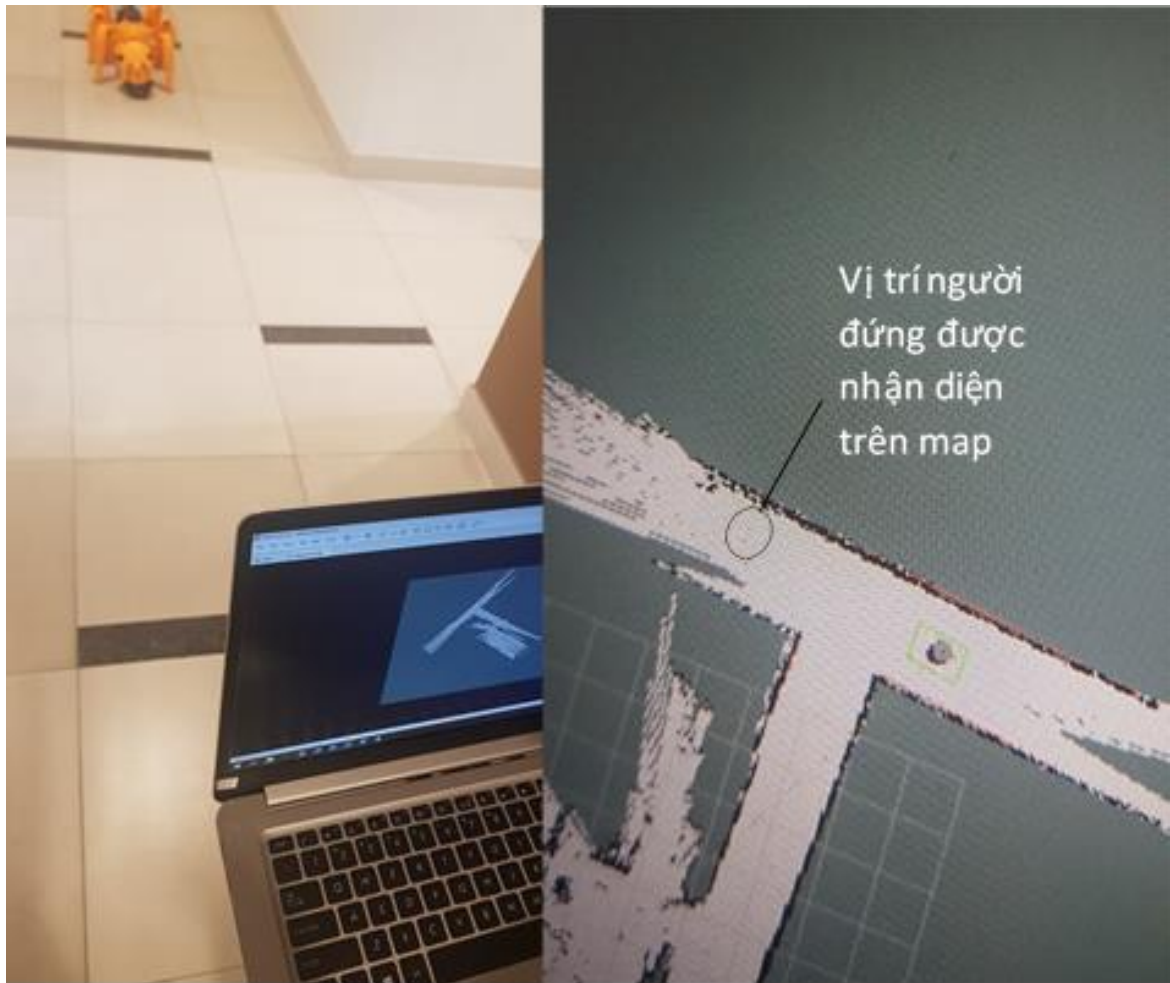 Vị trí người
đứng được
nhận diện
trên map